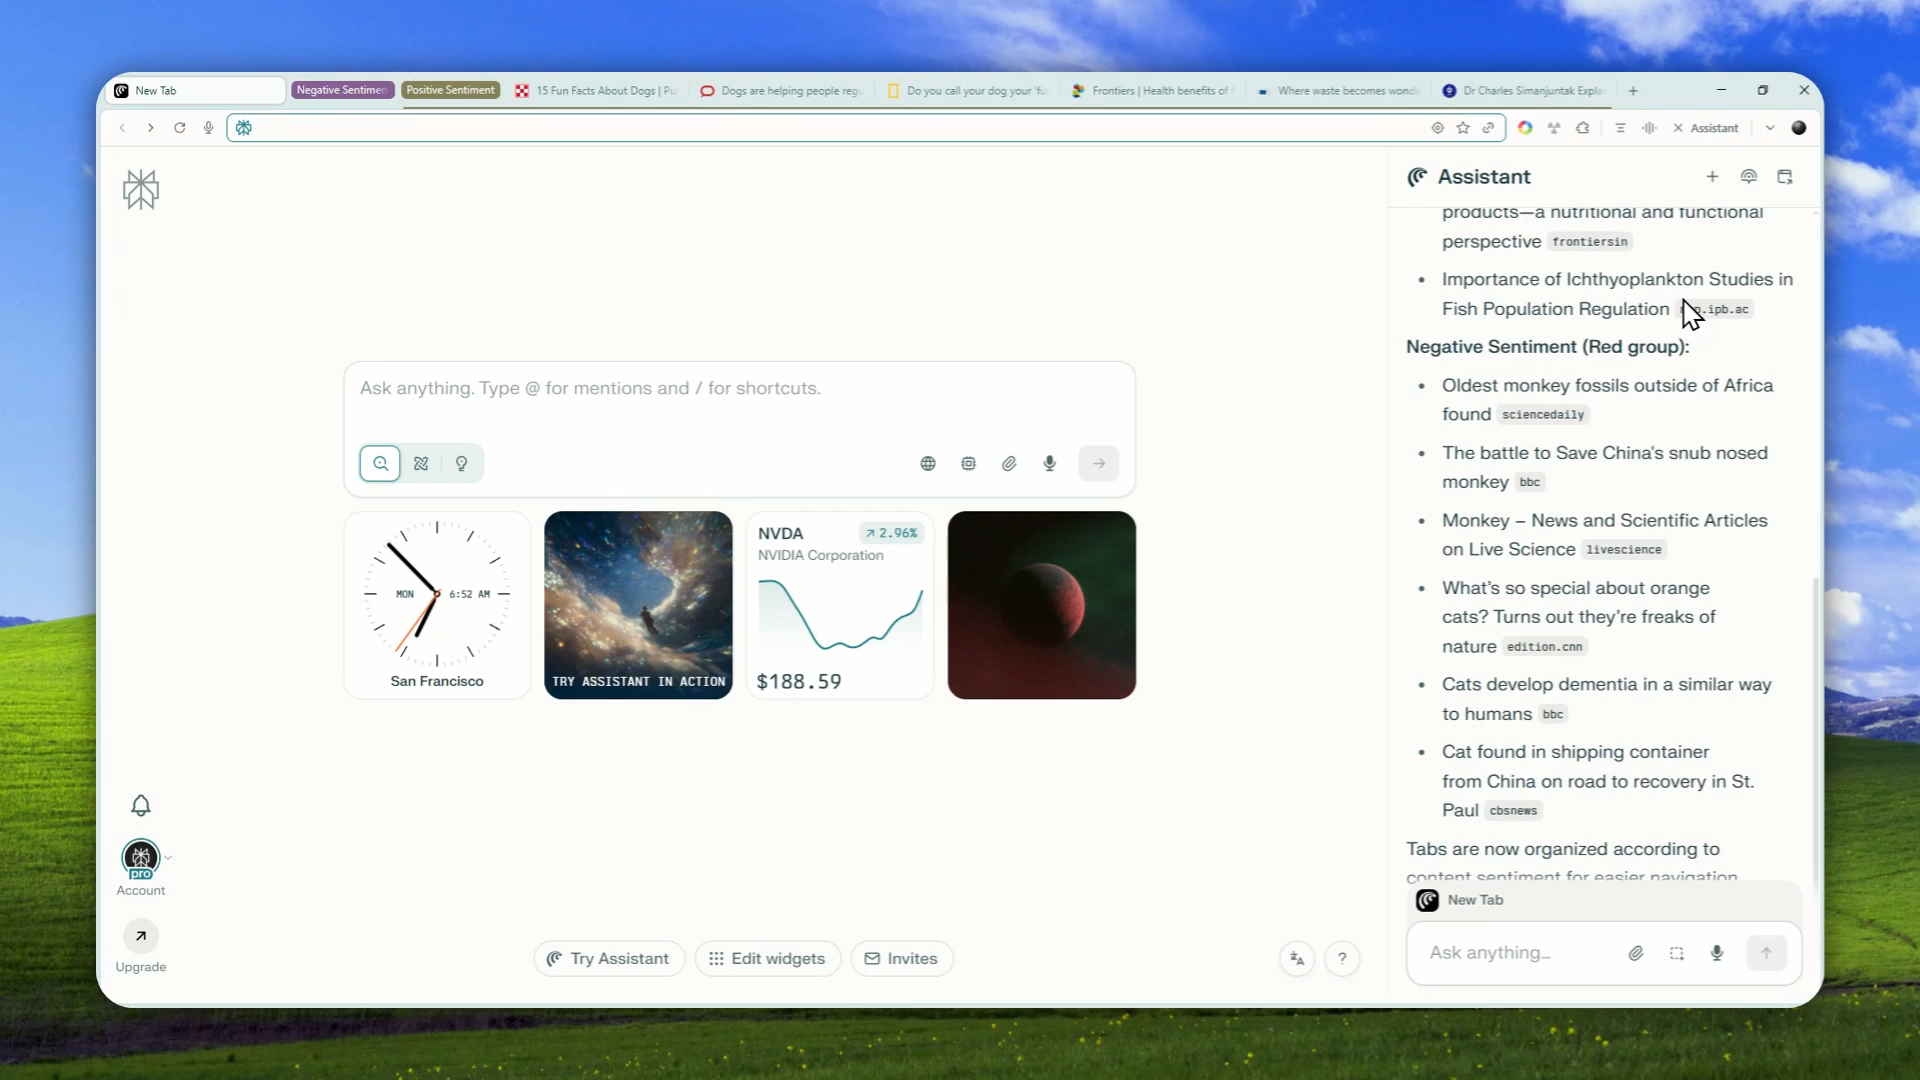 New Tab
Negative Sentimen
Positive Sentiment
15 Fun Facts About Dogs | Pu
Dogs are helping people regu
Do you call your dog your 'fu
Frontiers | Health benefits of f
Where waste becomes wond
Dr Charles Simanjuntak Expla
Assistant
Assistant
products—a nutritional and functional
perspective frontiersin
• Importance of Ichthyoplankton Studies in
Fish Population Regulation .ipb.ac
Negative Sentiment (Red group):
• Oldest monkey fossils outside of Africa
found sciencedaily
• The battle to Save China's snub nosed
monkey bbc
• Monkey – News and Scientific Articles
on Live Science livescience
• What's so special about orange
cats? Turns out they're freaks of
nature edition.cnn
• Cats develop dementia in a similar way
to humans bbc
• Cat found in shipping container
from China on road to recovery in St.
Paul cbsnews
Tabs are now organized according to
content sentiment for easier navigation
New Tab
Ask anything…
Ask anything. Type @ for mentions and / for shortcuts.
MON 6:52 AM
San Francisco
TRY ASSISTANT IN ACTION
NVDA 2.96%
NVIDIA Corporation
$188.59
pro
Account
Upgrade
Try Assistant
Edit widgets
Invites
?